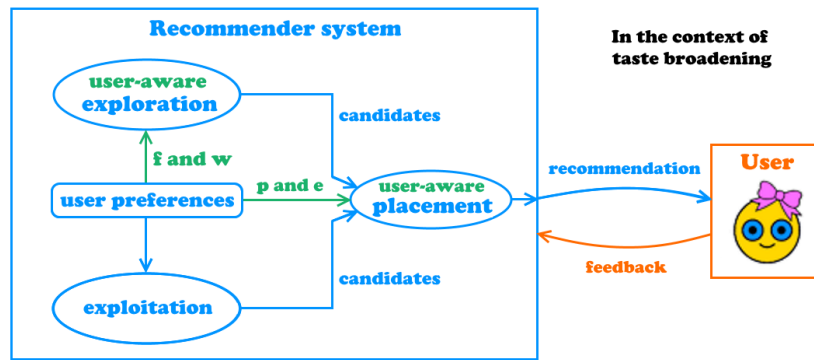 Recommender system
In the context of
taste broadening
user-aware
exploration
candidates
f and w
user preferences
p and e
user-aware
placement
recommendation
User
feedback
candidates
exploitation